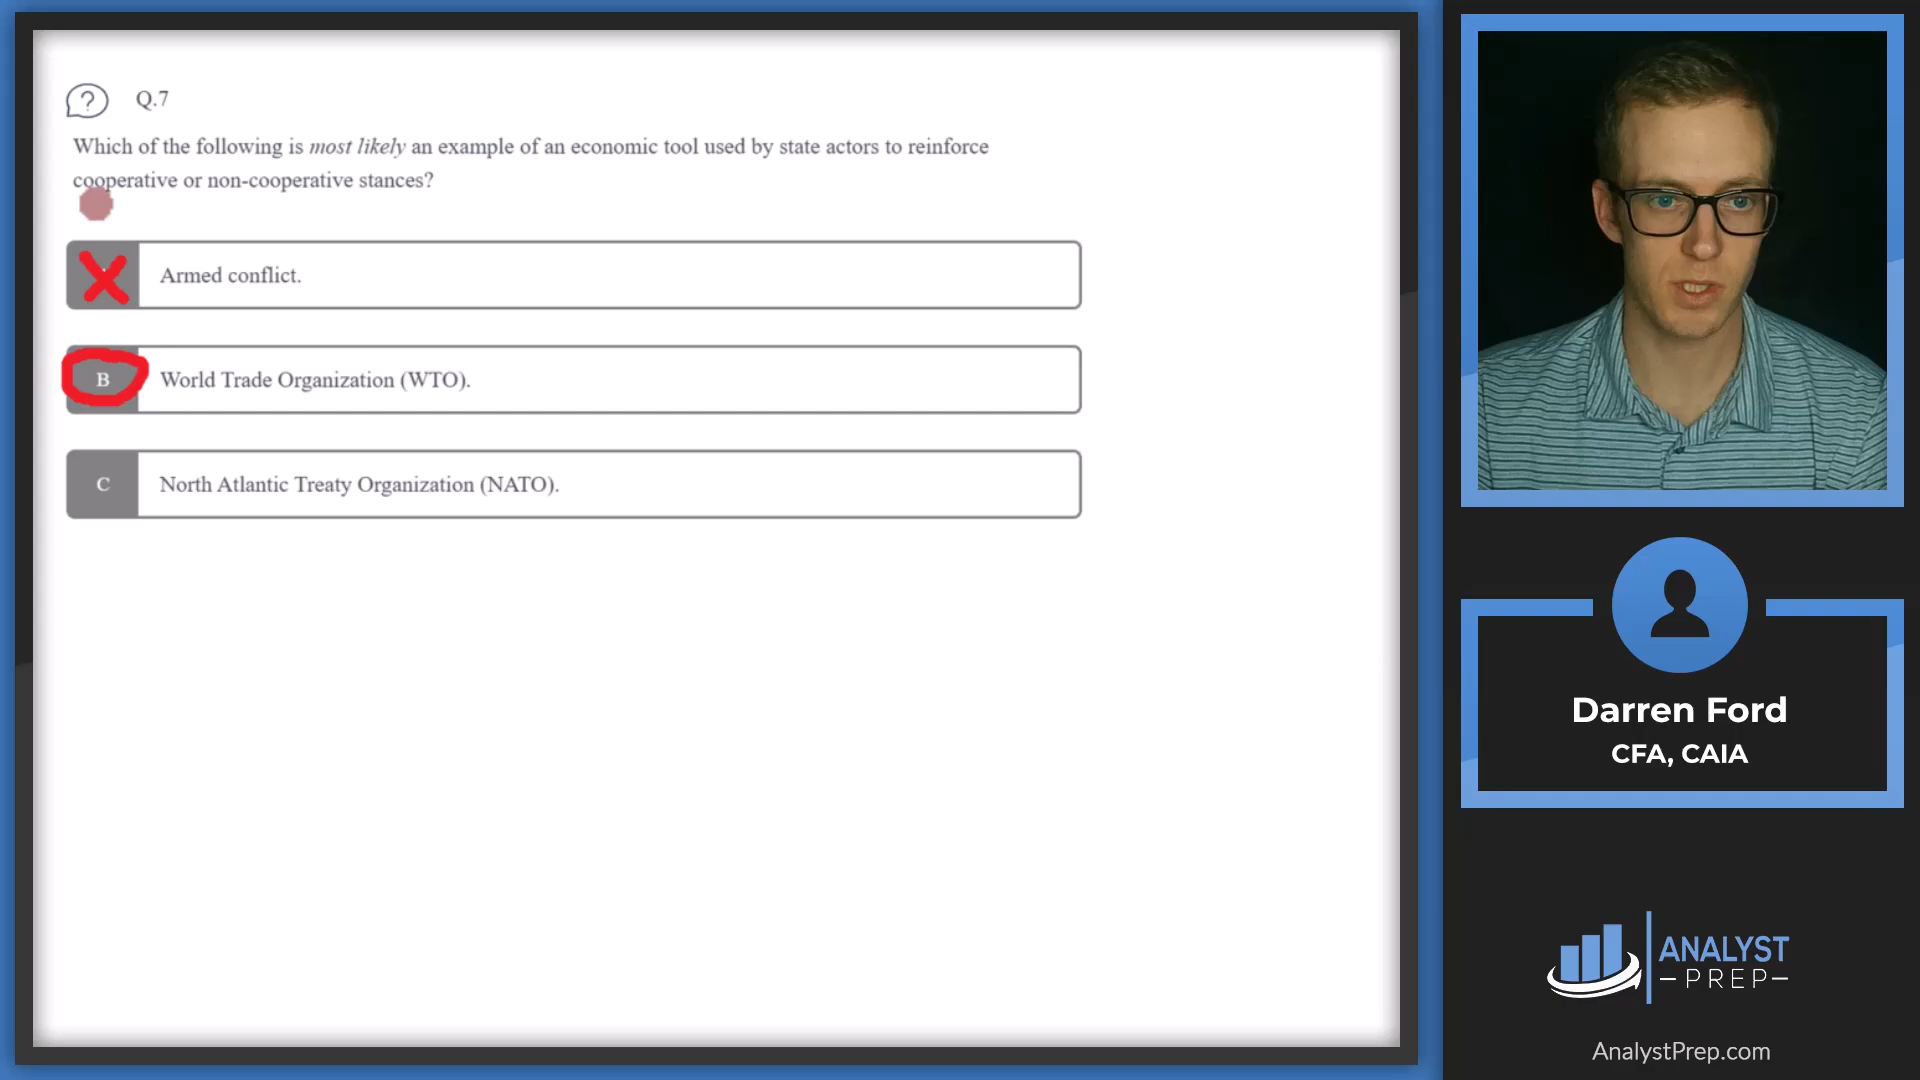 Q.7
Which of the following is most likely an example of an economic tool used by state actors to reinforce
cooperative or non-cooperative stances?
Armed conflict.
B
World Trade Organization (WTO).
C
North Atlantic Treaty Organization (NATO).
Darren Ford
CFA, CAIA
ANALYST
PREP
AnalystPrep.com